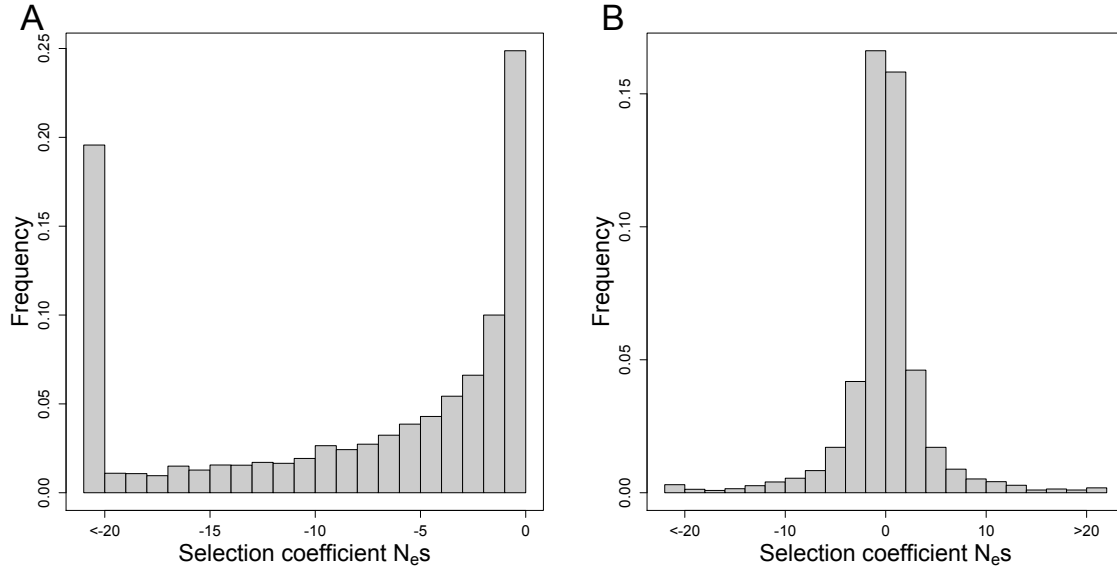 A
Frequency
0.25
0.20
0.15
0.10
0.05
0.00
<-20 -15 -10 -5 0
Selection coefficient Nes
B
Frequency
0.15
0.10
0.05
0.00
<-20 -10 0 10 >20
Selection coefficient Nes